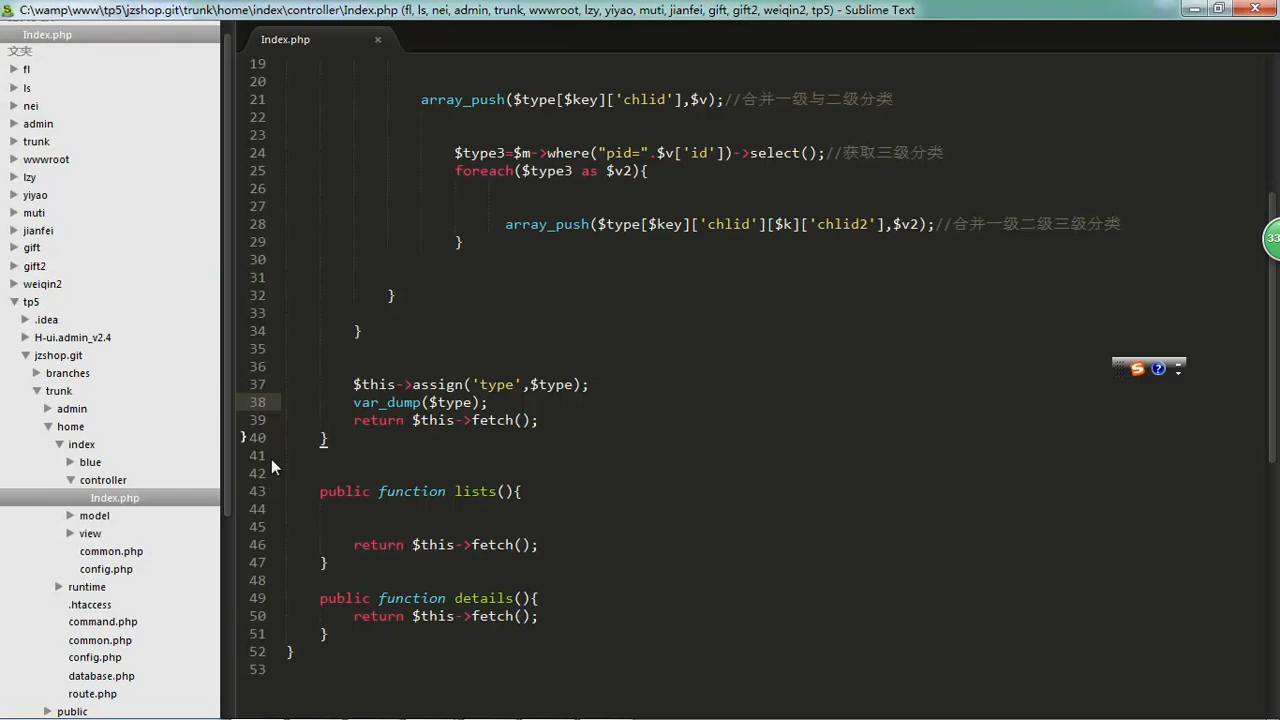 C:\wamp\www\tp5\jzshop.git\trunk\home\index\controller\Index.php (fl, ls, nei, admin, trunk, wwwroot, lzy, yiyao, muti, jianfei, gift, gift2, weiqin2, tp5) - Sublime Text
Index.php
文夹
fl
ls
nei
admin
trunk
wwwroot
lzy
yiyao
muti
jianfei
gift
gift2
weiqin2
tp5
.idea
H-ui.admin_v2.4
jzshop.git
branches
trunk
admin
home
index
blue
controller
Index.php
model
view
common.php
config.php
runtime
.htaccess
command.php
common.php
config.php
database.php
route.php
public
Index.php
19
20
21 array_push($type[$key]['chlid'],$v);//合并一级与二级分类
22
23
24 $type3=$m->where("pid=".$v['id'])->select();//获取三级分类
25 foreach($type3 as $v2){
26
27
28 array_push($type[$key]['chlid'][$k]['chlid2'],$v2);//合并一级二级三级分类
29 }
30
31
32 }
33
34 }
35
36
37 $this->assign('type',$type);
38 var_dump($type);
39 return $this->fetch();
} 40 }
41
42
43 public function lists(){
44
45
46 return $this->fetch();
47 }
48
49 public function details(){
50 return $this->fetch();
51 }
52 }
53
33